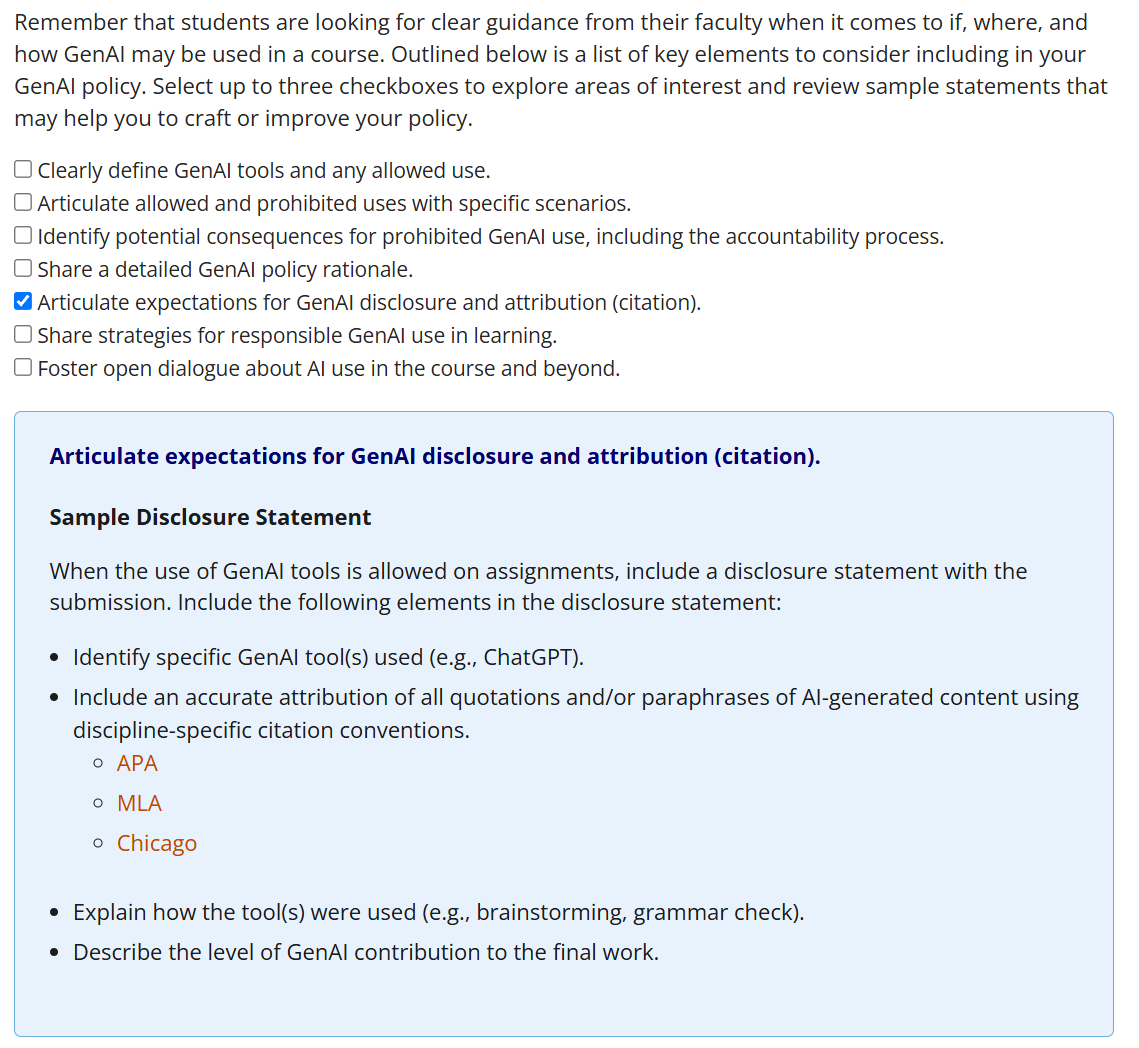 Remember that students are looking for clear guidance from their faculty when it comes to if, where, and
how GenAI may be used in a course. Outlined below is a list of key elements to consider including in your
GenAI policy. Select up to three checkboxes to explore areas of interest and review sample statements that
may help you to craft or improve your policy.
Clearly define GenAI tools and any allowed use.
Articulate allowed and prohibited uses with specific scenarios.
Identify potential consequences for prohibited GenAI use, including the accountability process.
Share a detailed GenAI policy rationale.
Articulate expectations for GenAI disclosure and attribution (citation).
Share strategies for responsible GenAI use in learning.
Foster open dialogue about AI use in the course and beyond.
Articulate expectations for GenAI disclosure and attribution (citation).
Sample Disclosure Statement
When the use of GenAI tools is allowed on assignments, include a disclosure statement with the
submission. Include the following elements in the disclosure statement:
• Identify specific GenAI tool(s) used (e.g., ChatGPT).
• Include an accurate attribution of all quotations and/or paraphrases of AI-generated content using
discipline-specific citation conventions.
◦ APA
◦ MLA
◦ Chicago
• Explain how the tool(s) were used (e.g., brainstorming, grammar check).
• Describe the level of GenAI contribution to the final work.